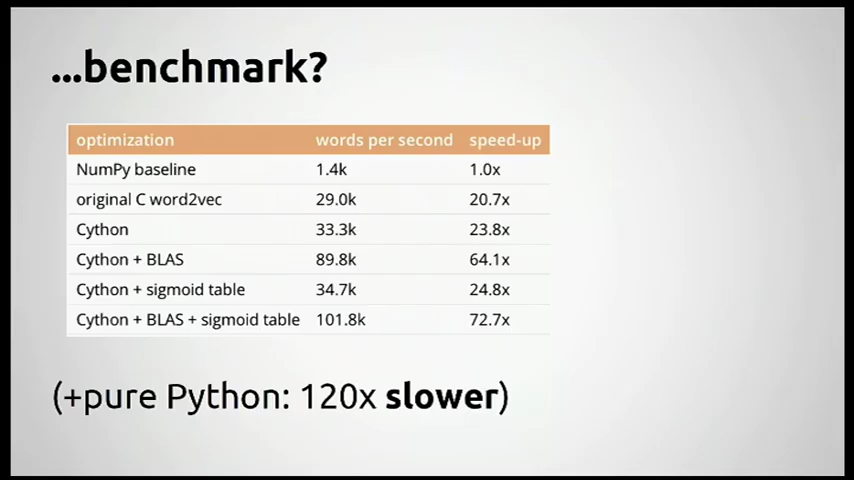 ...benchmark?
optimization words per second speed-up
NumPy baseline 1.4k 1.0x
original C word2vec 29.0k 20.7x
Cython 33.3k 23.8x
Cython + BLAS 89.8k 64.1x
Cython + sigmoid table 34.7k 24.8x
Cython + BLAS + sigmoid table 101.8k 72.7x
(+pure Python: 120x slower)